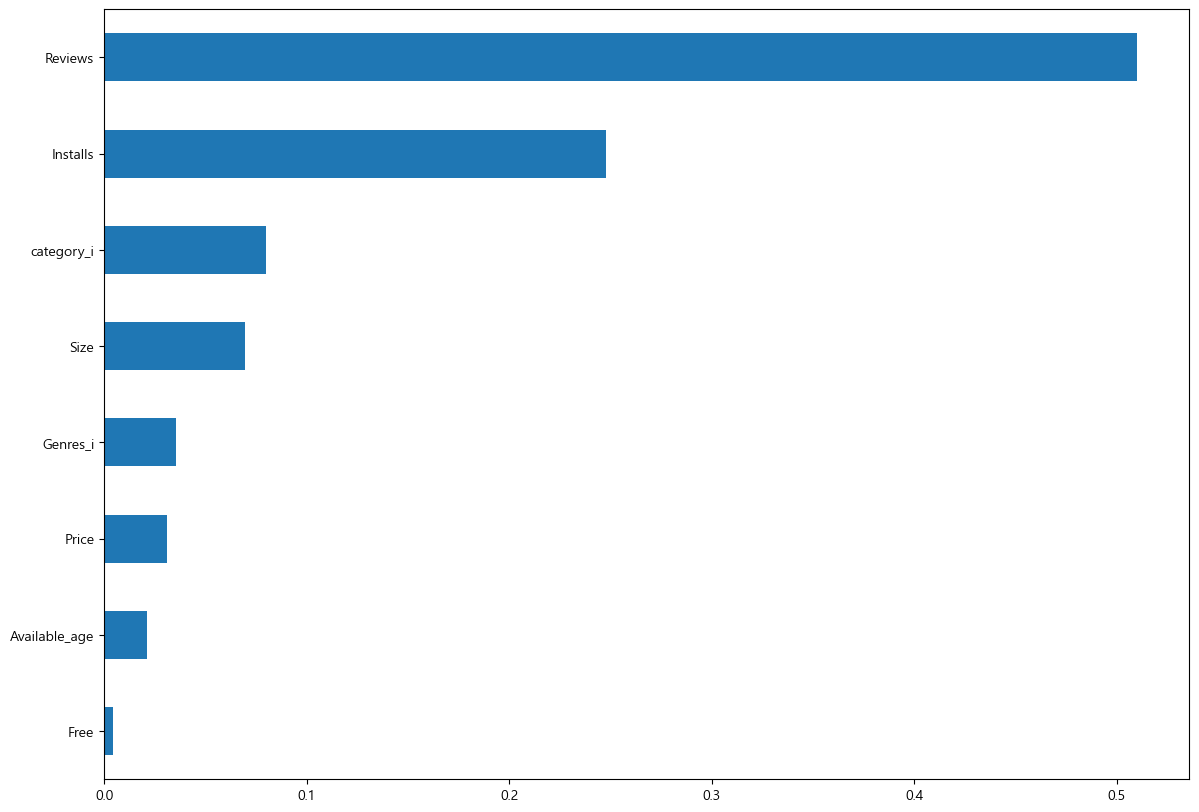 Reviews
Installs
category_i
Size
Genres_i
Price
Available_age
Free
0.0 0.1 0.2 0.3 0.4 0.5